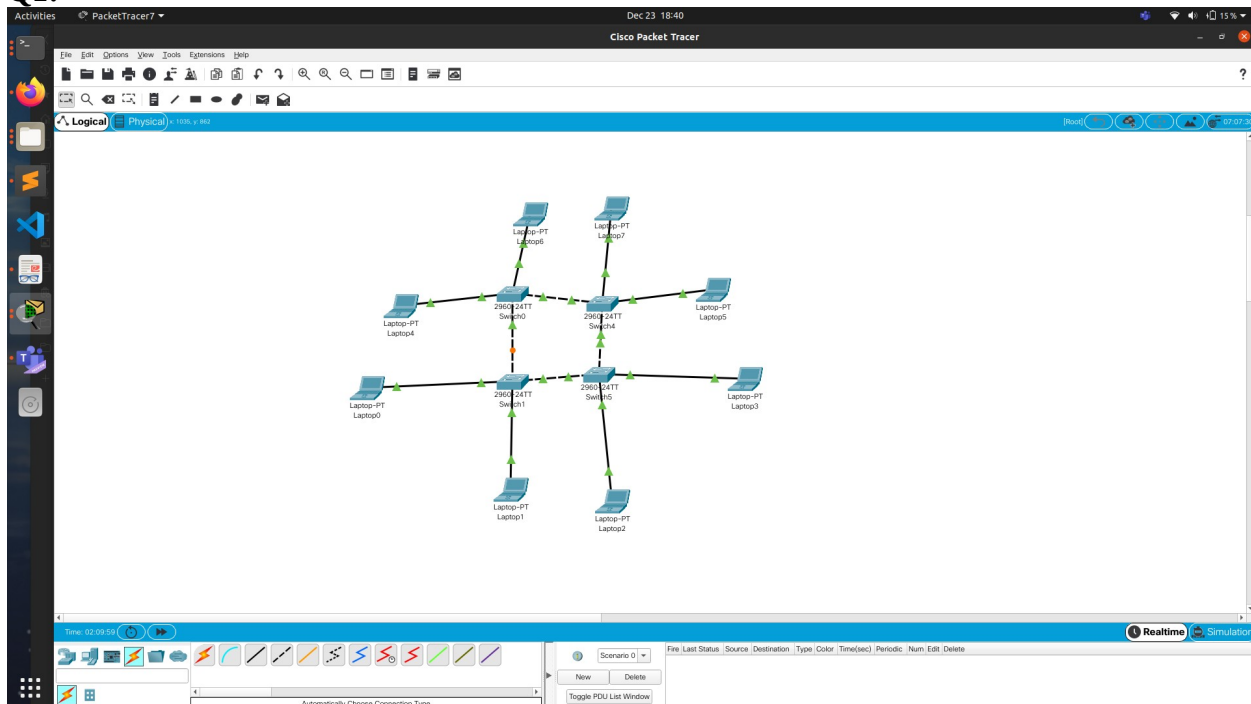 Activities PacketTracer7 Dec 23 18:40 15 %
Cisco Packet Tracer
File Edit Options View Tools Extensions Help
?
Logical Physical x: 1035, y: 862 [Root] 07:07:30
Laptop-PT
Laptop6
Laptop-PT
Laptop7
2960-24TT
Switch0
2960-24TT
Switch4
Laptop-PT
Laptop5
Laptop-PT
Laptop4
2960-24TT
Switch1
2960-24TT
Switch5
Laptop-PT
Laptop3
Laptop-PT
Laptop0
Laptop-PT
Laptop1
Laptop-PT
Laptop2
Time: 02:09:59 Realtime Simulation
Scenario 0 Fire Last Status Source Destination Type Color Time(sec) Periodic Num Edit Delete
New Delete
Toggle PDU List Window
Automatically Choose Connection Type